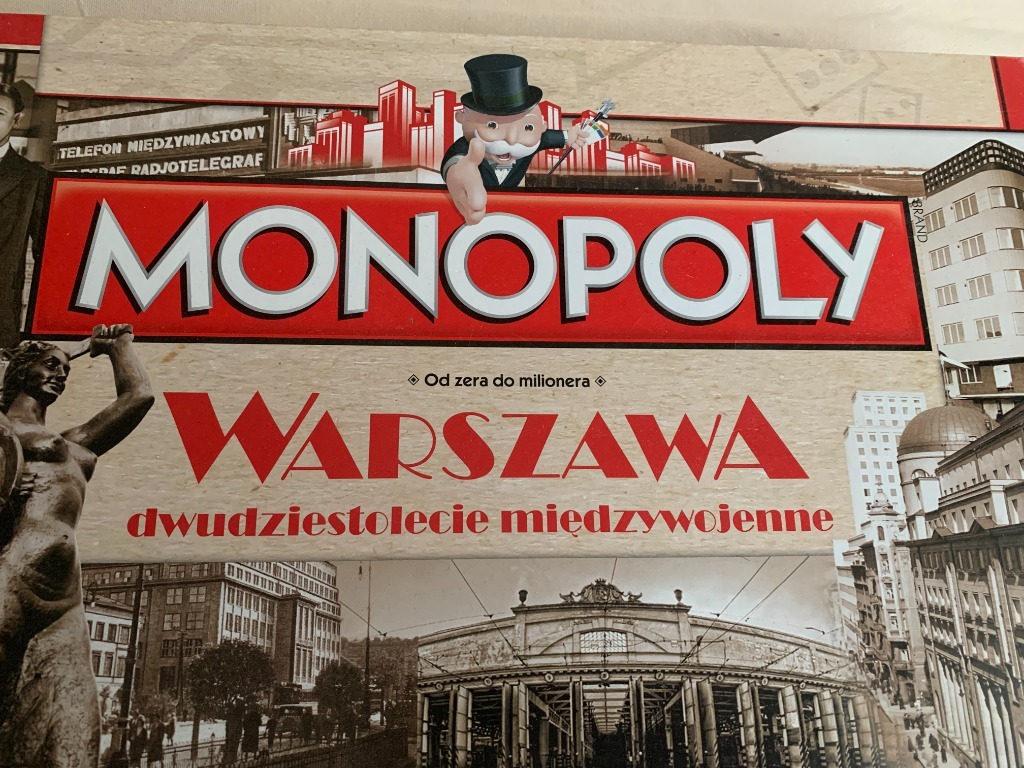 TELEFON MIĘDZYMIASTOWY
RADJOTELEGRAF
MONOPOLY
BRAND
Od zera do milionera
WARSZAWA
dwudziestolecie międzywojenne